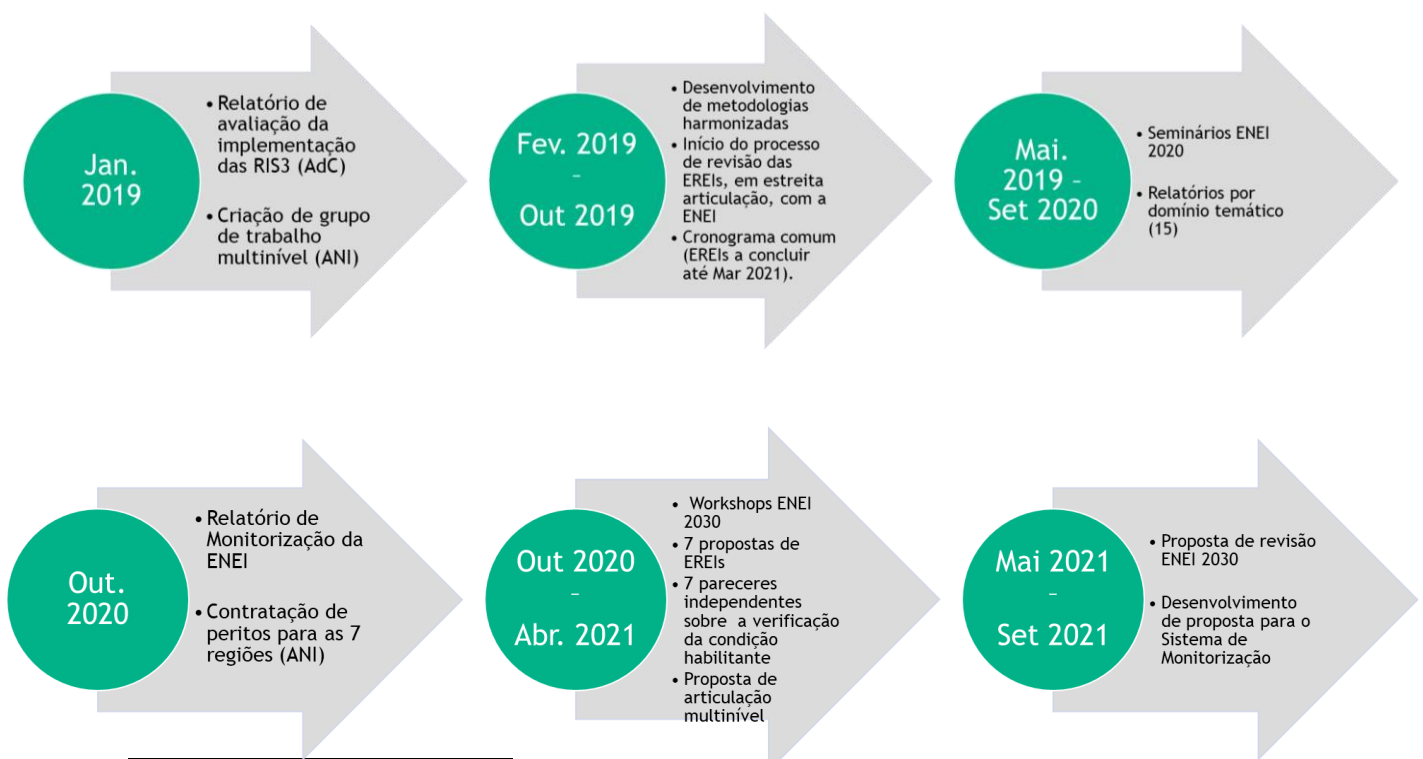 Jan.
2019
• Relatório de
avaliação da
implementação
das RIS3 (AdC)
• Criação de grupo
de trabalho
multinível (ANI)
Fev. 2019
–
Out 2019
• Desenvolvimento
de metodologias
harmonizadas
• Início do processo
de revisão das
EREIs, em estreita
articulação, com a
ENEI
• Cronograma comum
(EREIs a concluir
até Mar 2021).
Mai.
2019 –
Set 2020
• Seminários ENEI
2020
• Relatórios por
domínio temático
(15)
Out.
2020
• Relatório de
Monitorização da
ENEI
• Contratação de
peritos para as 7
regiões (ANI)
Out 2020
–
Abr. 2021
• Workshops ENEI
2030
• 7 propostas de
EREIs
• 7 pareceres
independentes
sobre a verificação
da condição
habilitante
• Proposta de
articulação
multinível
Mai 2021
–
Set 2021
• Proposta de revisão
ENEI 2030
• Desenvolvimento
de proposta para o
Sistema de
Monitorização